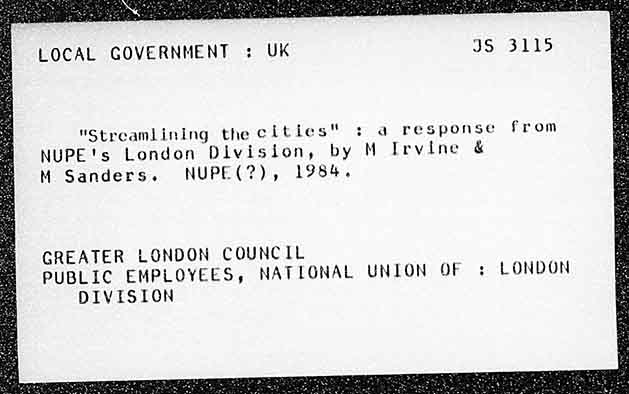 LOCAL GOVERNMENT : UK JS 3115
"Streamlining the cities" : a response from
NUPE's London Division, by M Irvine &
M Sanders. NUPE(?), 1984.
GREATER LONDON COUNCIL
PUBLIC EMPLOYEES, NATIONAL UNION OF : LONDON
DIVISION